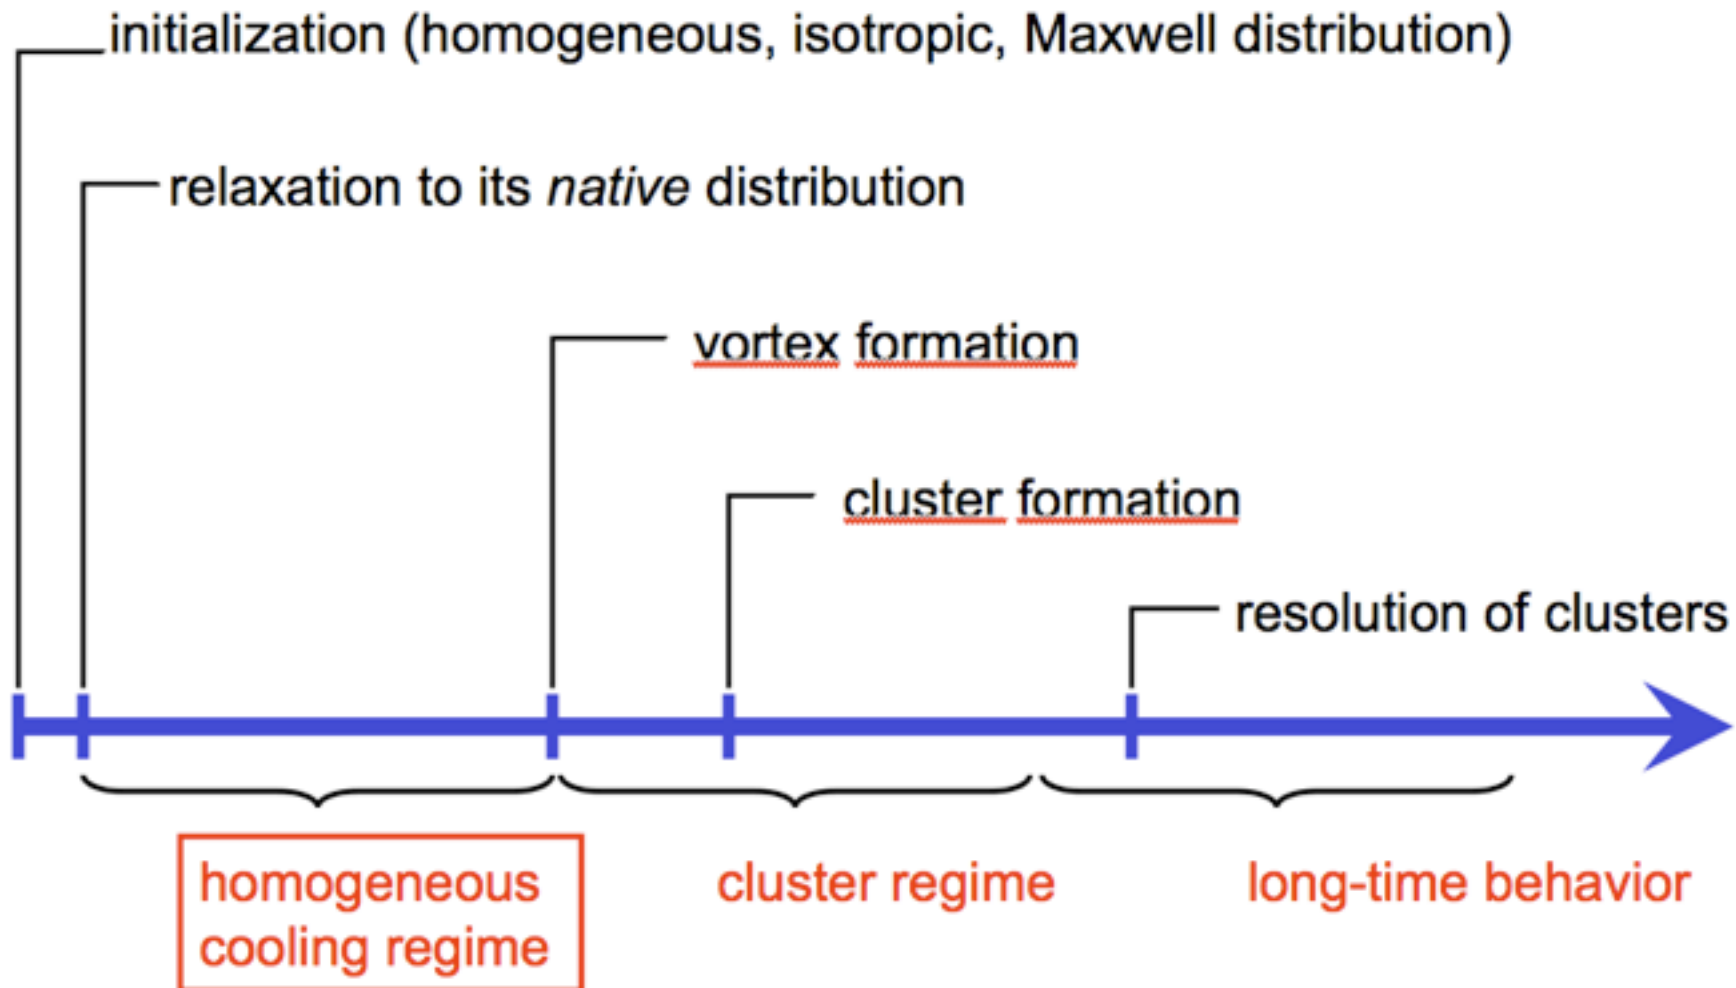 initialization (homogeneous, isotropic, Maxwell distribution)
relaxation to its native distribution
vortex formation
cluster formation
resolution of clusters
homogeneous
cooling regime
cluster regime
long-time behavior